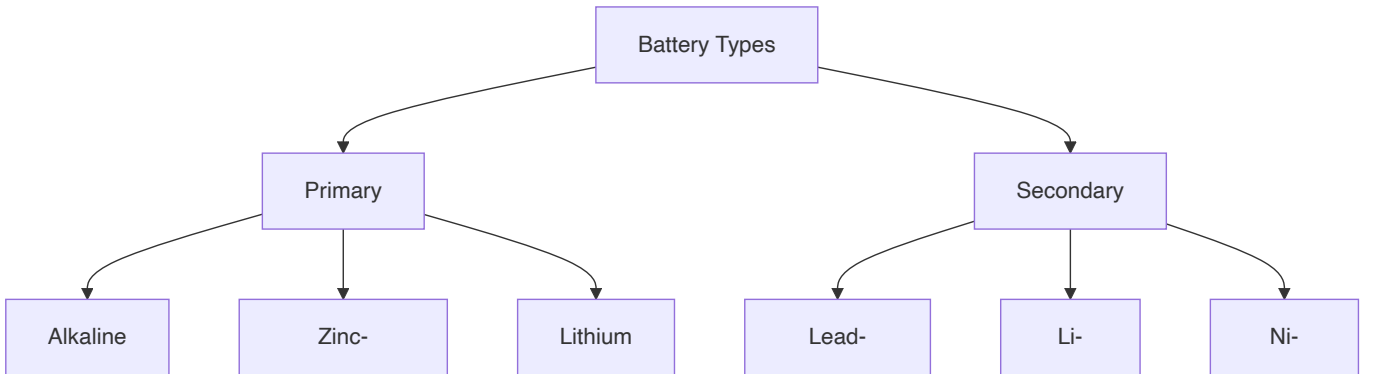 Battery Types
Primary
Secondary
Alkaline
Zinc-
Lithium
Lead-
Li-
Ni-